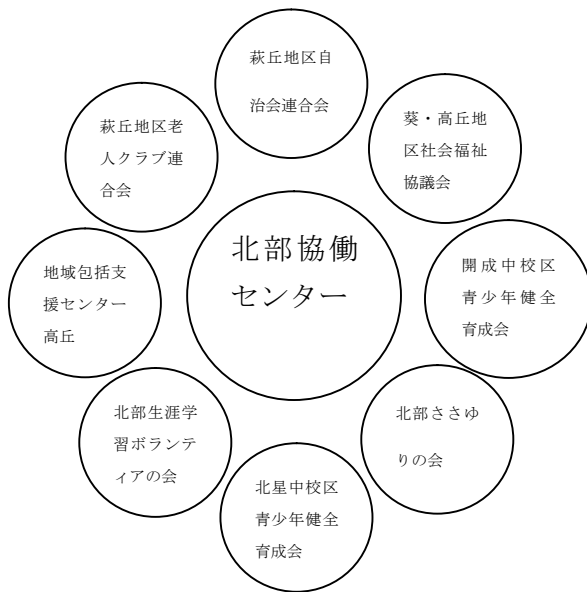 萩丘地区自
治会連合会
葵・高丘地
区社会福祉
協議会
開成中校区
青少年健全
育成会
北部ささゆ
りの会
北星中校区
青少年健全
育成会
北部生涯学
習ボランテ
ィアの会
地域包括支
援センター
高丘
萩丘地区老
人クラブ連
合会
北部協働
センター